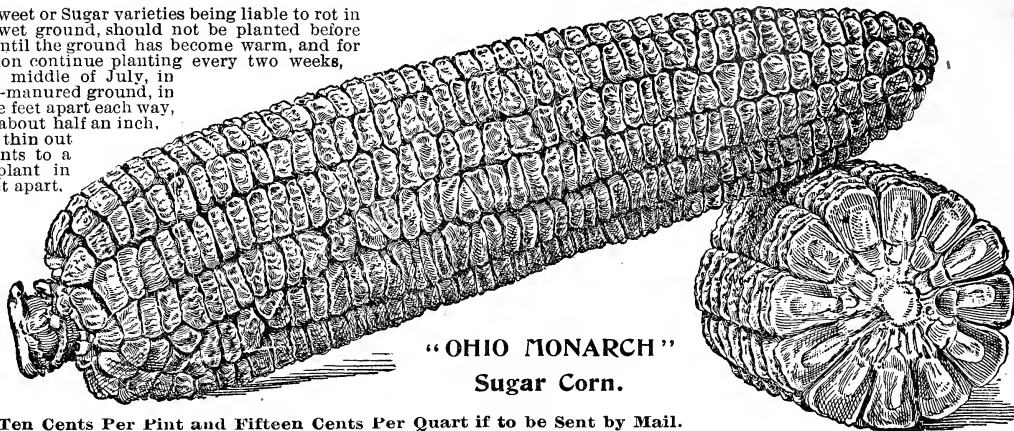 weet or Sugar varieties being liable to rot in
wet ground, should not be planted before
ntil the ground has become warm, and for
on continue planting every two weeks,
middle of July, in
-manured ground, in
e feet apart each way,
about half an inch.
thin out
nts to a
plant in
t apart.
“OHIO MONARCH”
Sugar Corn.
Ten Cents Per Pint and Fifteen Cents Per Quart if to be Sent by Mail.